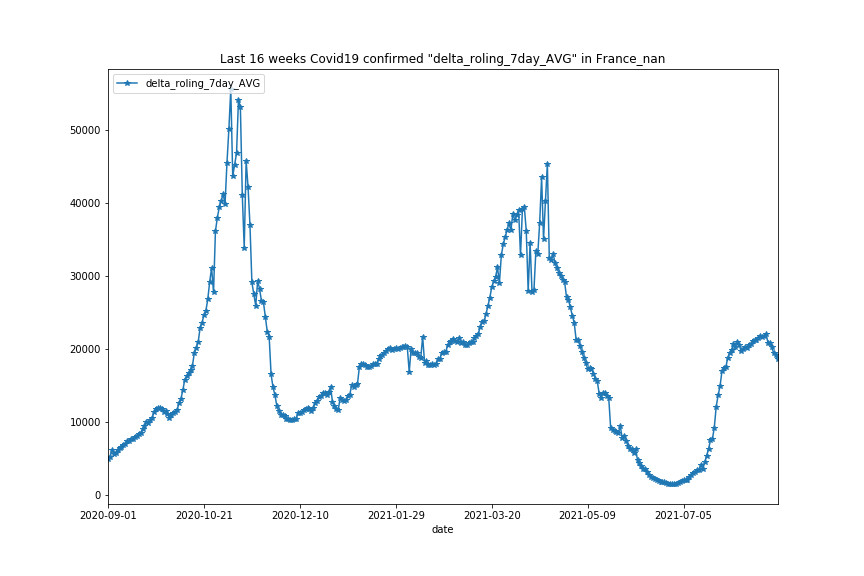 Last 16 weeks Covid19 confirmed "delta_roling_7day_AVG" in France_nan
delta_roling_7day_AVG
50000
40000
30000
20000
10000
0
2020-09-01 2020-10-21 2020-12-10 2021-01-29 2021-03-20 2021-05-09 2021-07-05
date